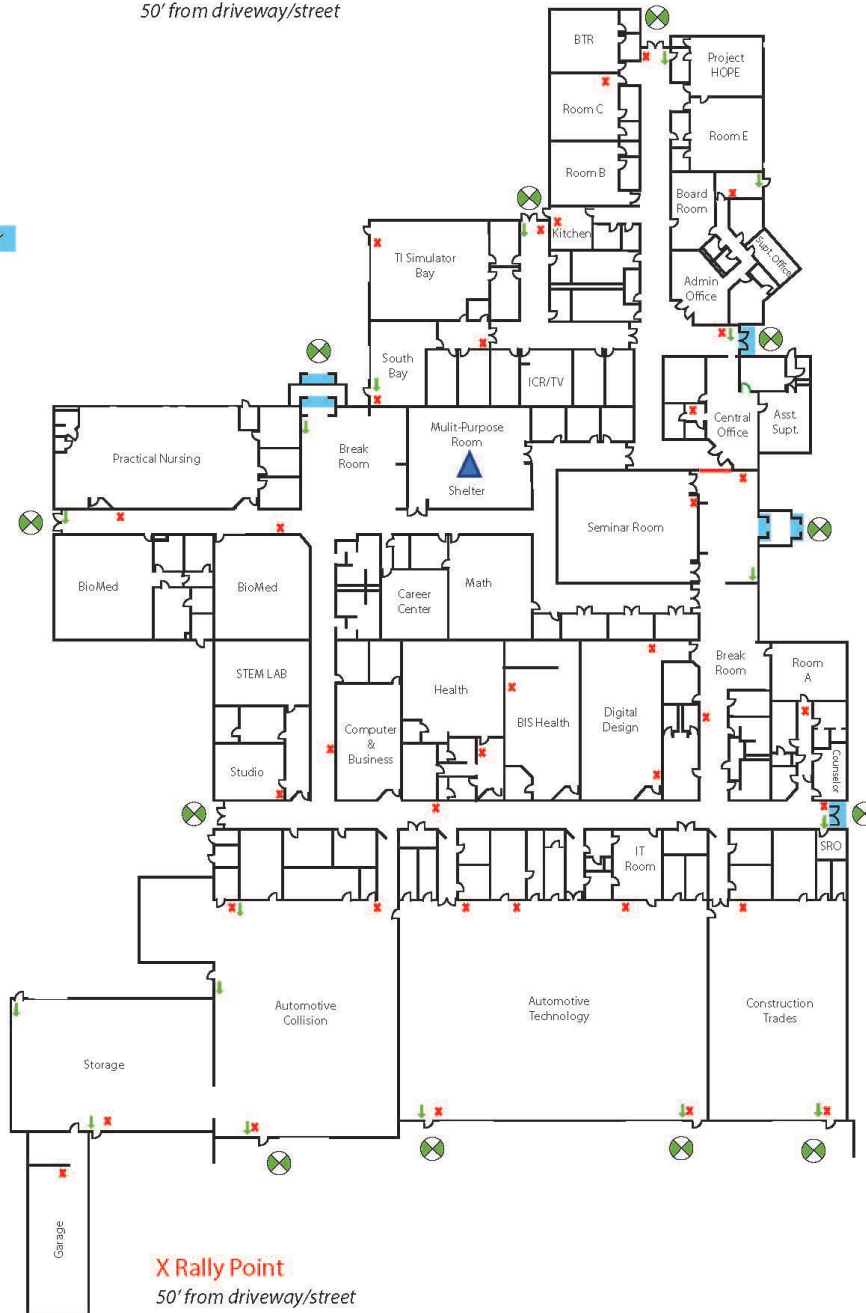 50' from driveway/street
BTR
Project
HOPE
Room C
Room E
Room B
Board
Room
Kitchen
Supt. Office
TI Simulator
Bay
Admin
Office
South
Bay
ICR/TV
Mulit-Purpose
Room
Shelter
Central
Office
Asst.
Supt.
Break
Room
Practical Nursing
Seminar Room
BioMed
BioMed
Career
Center
Math
STEM LAB
Health
Break
Room
Room
A
Computer
&
Business
BIS Health
Digital
Design
Studio
Counselor
IT
Room
SRO
Automotive
Collision
Automotive
Technology
Construction
Trades
Storage
Garage
X Rally Point
50' from driveway/street